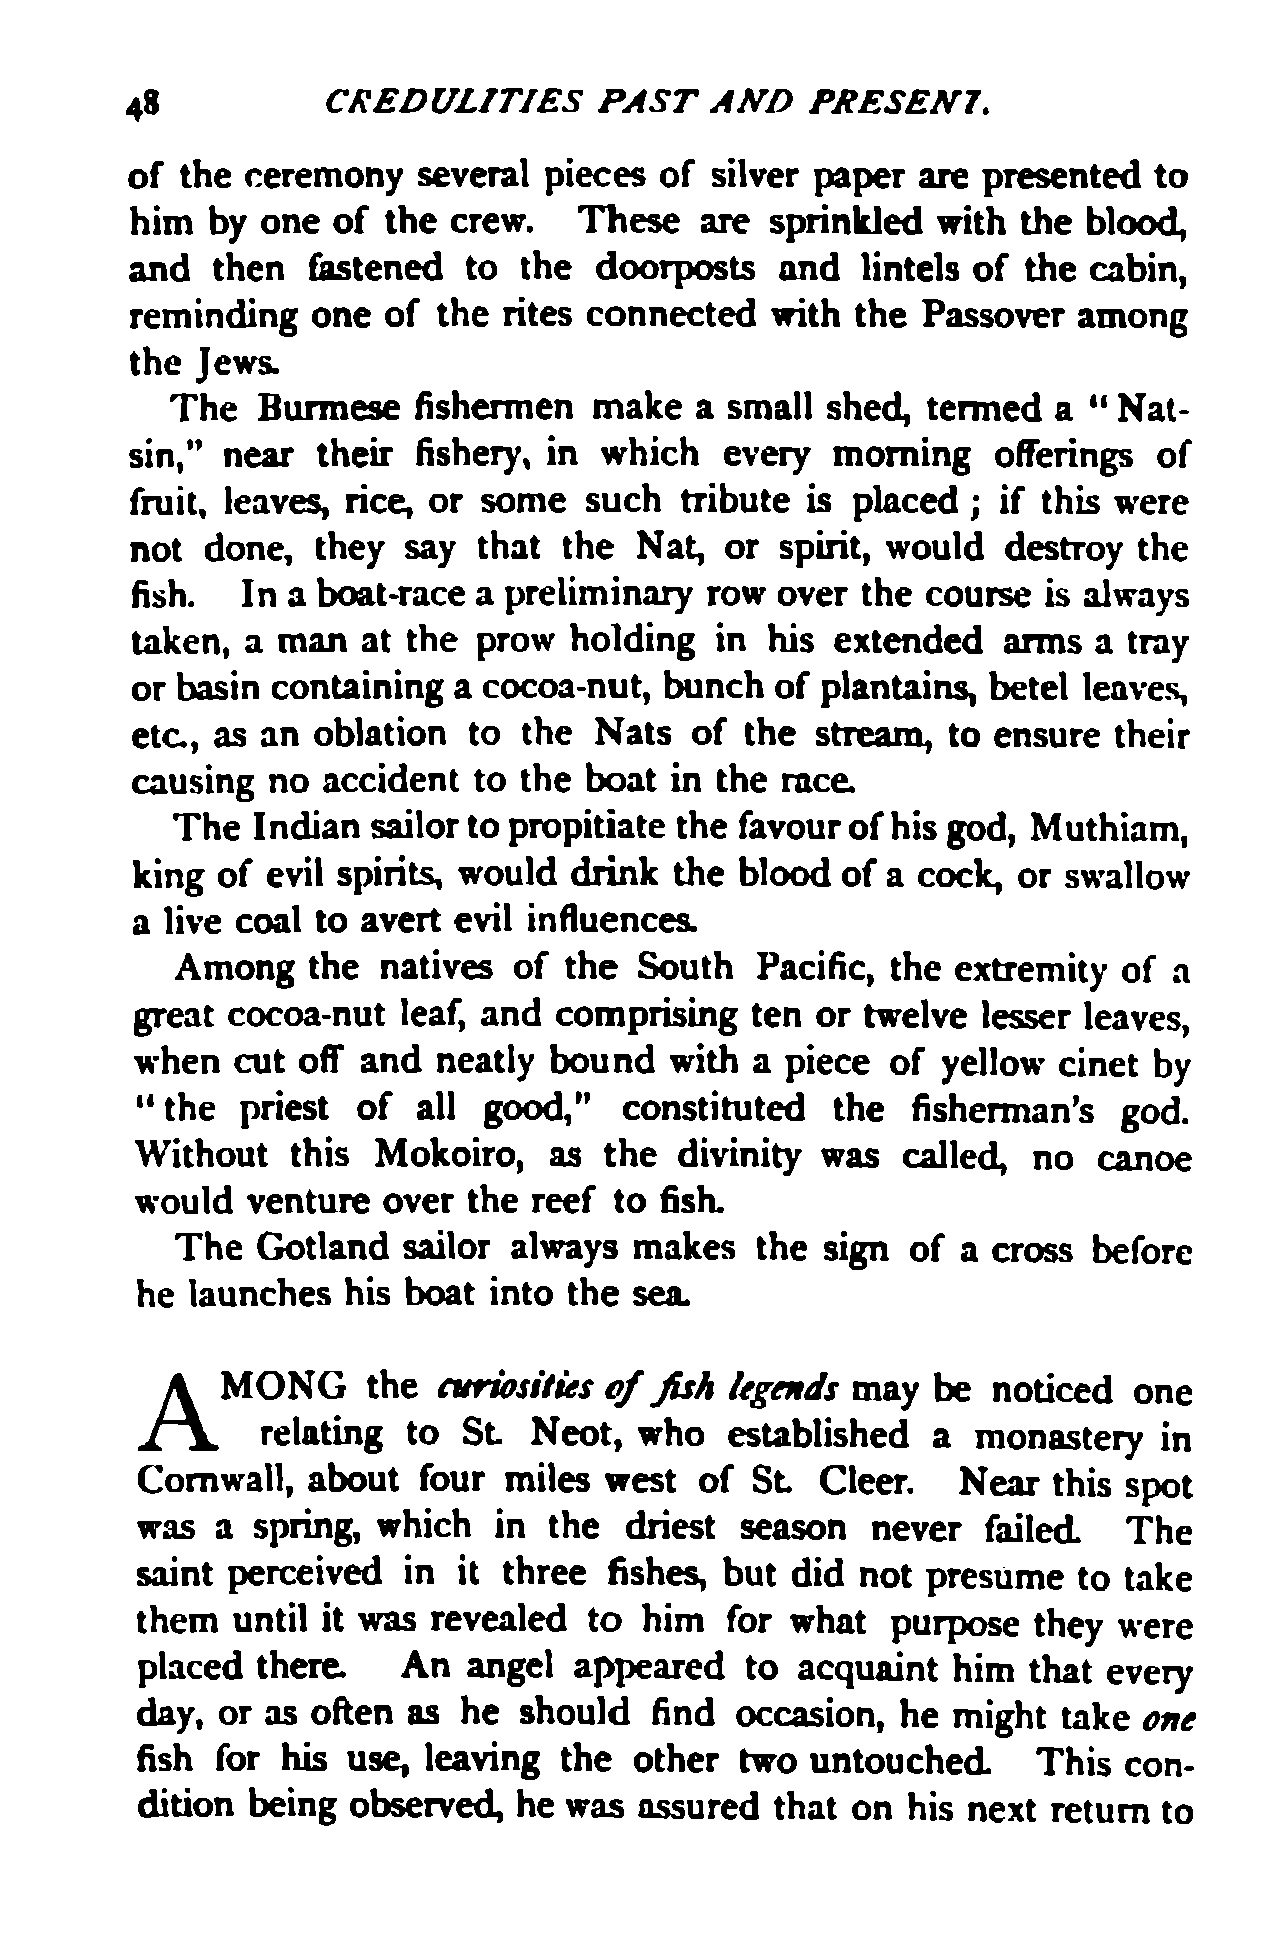 48 CREDULITIES PAST AND PRESENT.
of the ceremony several pieces of silver paper are presented to
him by one of the crew. These are sprinkled with the blood,
and then fastened to the doorposts and lintels of the cabin,
reminding one of the rites connected with the Passover among
the Jews.
The Burmese fishermen make a small shed, termed a "Nat-
sin," near their fishery, in which every morning offerings of
fruit, leaves, rice, or some such tribute is placed ; if this were
not done, they say that the Nat, or spirit, would destroy the
fish. In a boat-race a preliminary row over the course is always
taken, a man at the prow holding in his extended arms a tray
or basin containing a cocoa-nut, bunch of plantains, betel leaves,
etc., as an oblation to the Nats of the stream, to ensure their
causing no accident to the boat in the race.
The Indian sailor to propitiate the favour of his god, Muthiam,
king of evil spirits, would drink the blood of a cock, or swallow
a live coal to avert evil influences.
Among the natives of the South Pacific, the extremity of a
great cocoa-nut leaf, and comprising ten or twelve lesser leaves,
when cut off and neatly bound with a piece of yellow cinet by
"the priest of all good," constituted the fisherman's god.
Without this Mokoiro, as the divinity was called, no canoe
would venture over the reef to fish.
The Gotland sailor always makes the sign of a cross before
he launches his boat into the sea.
AMONG the curiosities of fish legends may be noticed one
relating to St. Neot, who established a monastery in
Cornwall, about four miles west of St. Cleer. Near this spot
was a spring, which in the driest season never failed. The
saint perceived in it three fishes, but did not presume to take
them until it was revealed to him for what purpose they were
placed there. An angel appeared to acquaint him that every
day, or as often as he should find occasion, he might take one
fish for his use, leaving the other two untouched. This con-
dition being observed, he was assured that on his next return to